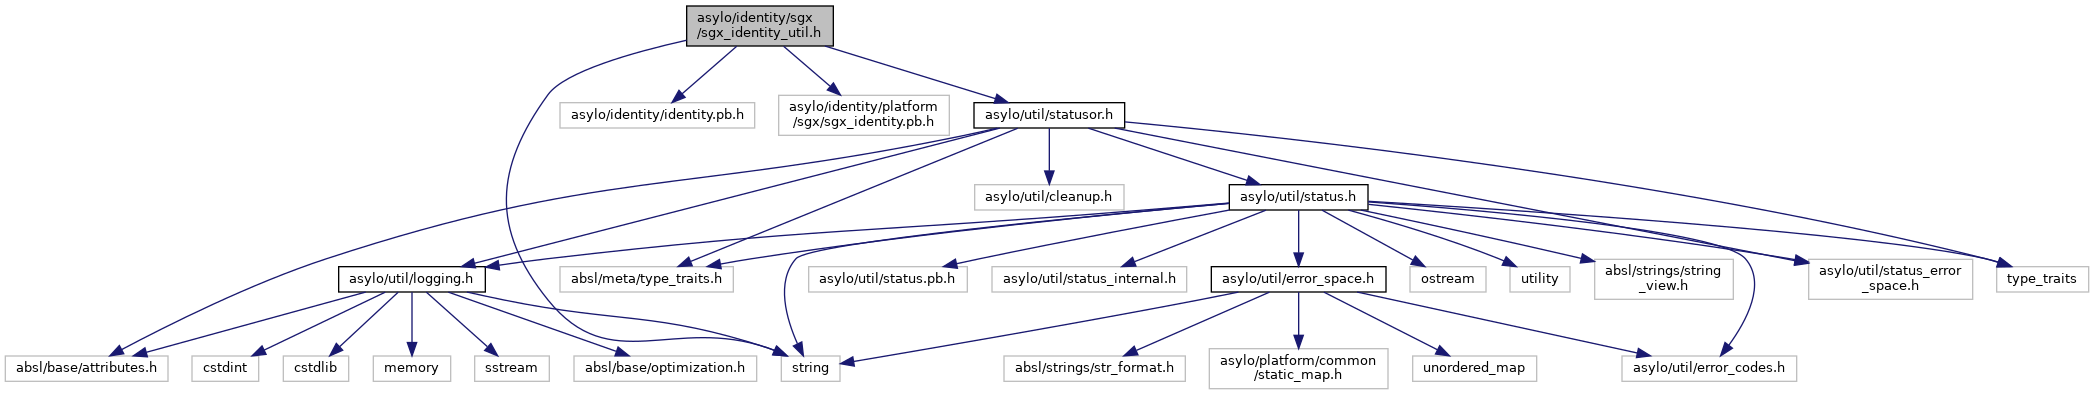 asylo/identity/sgx
/sgx_identity_util.h
asylo/identity/identity.pb.h
asylo/identity/platform
/sgx/sgx_identity.pb.h
asylo/util/statusor.h
asylo/util/cleanup.h
asylo/util/status.h
asylo/util/logging.h
absl/meta/type_traits.h
asylo/util/status.pb.h
asylo/util/status_internal.h
asylo/util/error_space.h
ostream
utility
absl/strings/string
_view.h
asylo/util/status_error
_space.h
type_traits
absl/base/attributes.h
cstdint
cstdlib
memory
sstream
absl/base/optimization.h
string
absl/strings/str_format.h
asylo/platform/common
/static_map.h
unordered_map
asylo/util/error_codes.h